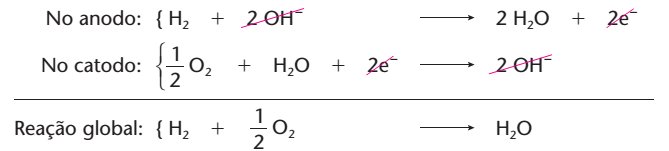 No anodo: { H₂ + 2 OH⁻ ⟶ 2 H₂O + 2e⁻
No catodo: { 1/2 O₂ + H₂O + 2e⁻ ⟶ 2 OH⁻
Reação global: { H₂ + 1/2 O₂ ⟶ H₂O